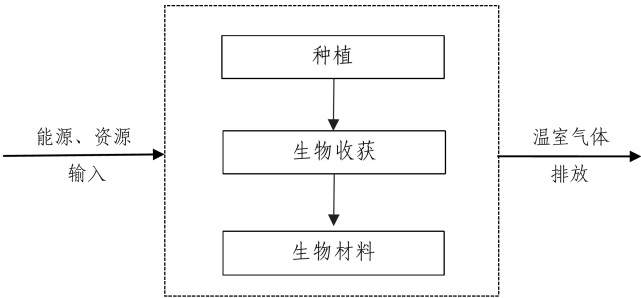 种植
能源、资源
输入
生物收获
温室气体
排放
生物材料